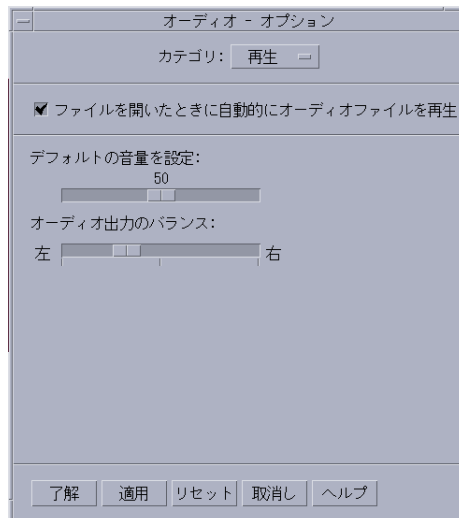 オーディオ - オプション
カテゴリ: 再生
ファイルを開いたときに自動的にオーディオファイルを再生
デフォルトの音量を設定:
50
オーディオ出力のバランス:
左 右
了解 適用 リセット 取消し ヘルプ